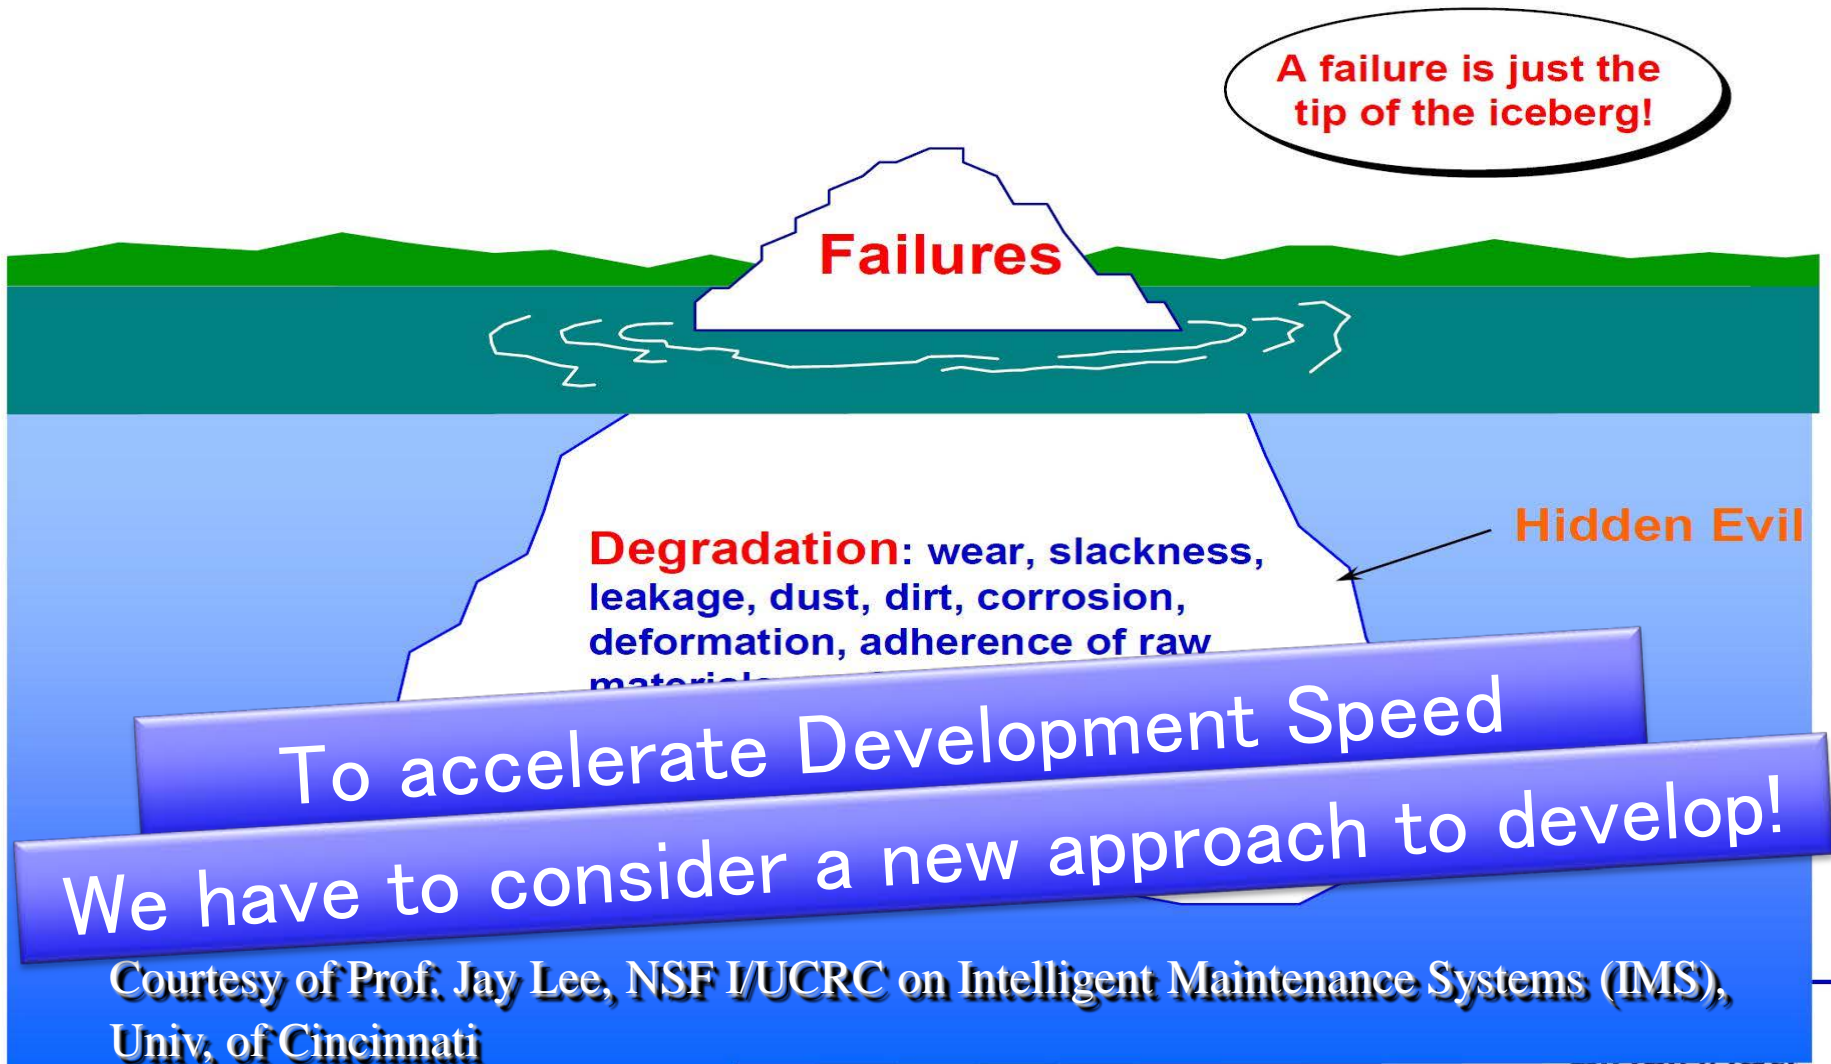 A failure is just the
tip of the iceberg!
Failures
Hidden Evil
Degradation: wear, slackness,
leakage, dust, dirt, corrosion,
deformation, adherence of raw
To accelerate Development Speed
We have to consider a new approach to develop!
Courtesy of Prof. Jay Lee, NSF I/UCRC on Intelligent Maintenance Systems (IMS),
Univ, of Cincinnati